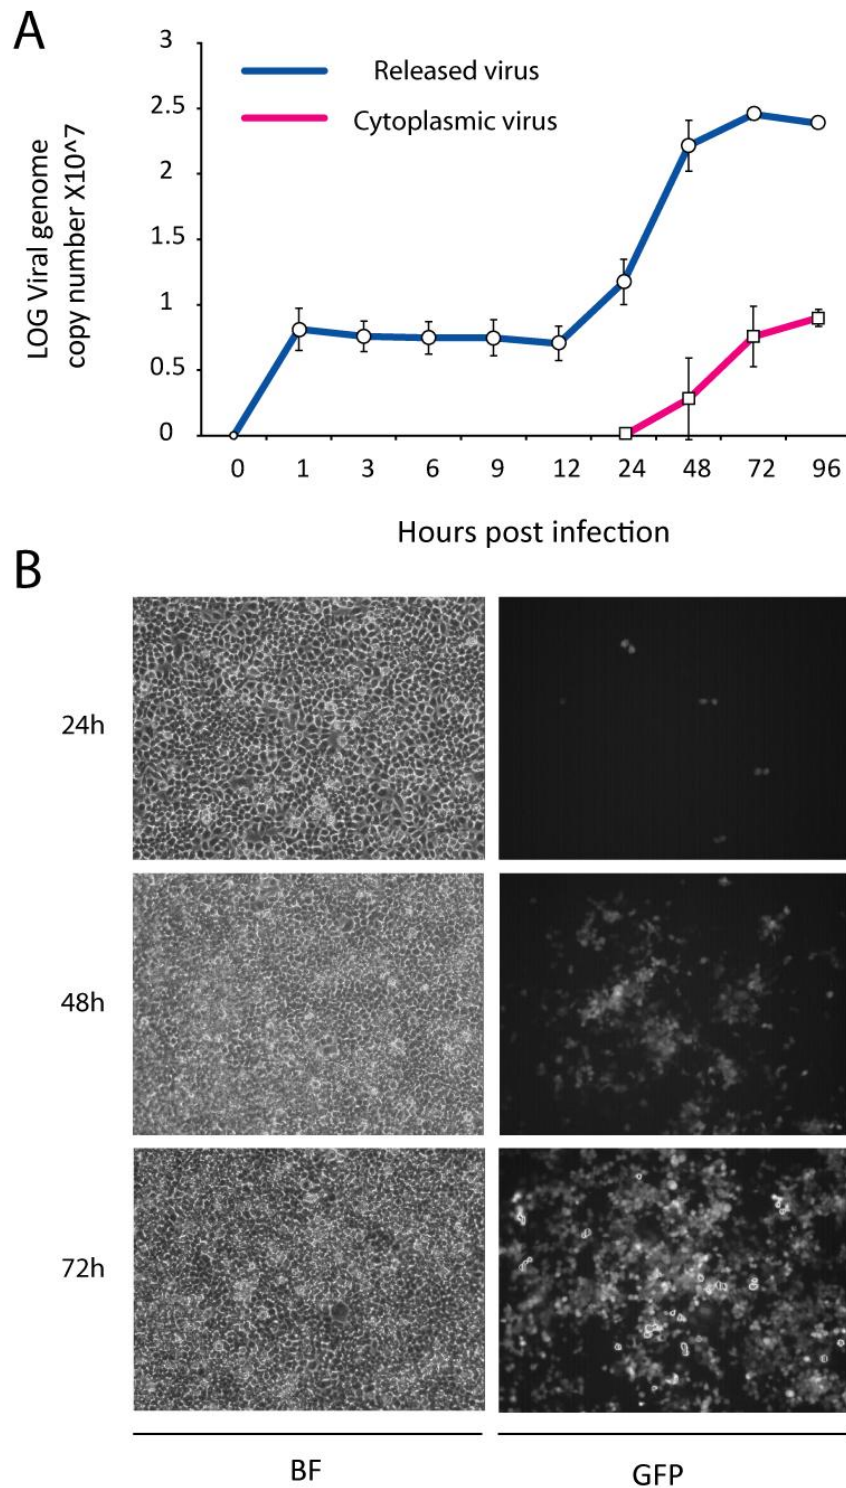 A
3
2.5
2
1.5
1
0.5
0
LOG Viral genome
copy number X10^7
Released virus
Cytoplasmic virus
0 1 3 6 9 12 24 48 72 96
Hours post infection
B
24h
48h
72h
BF GFP